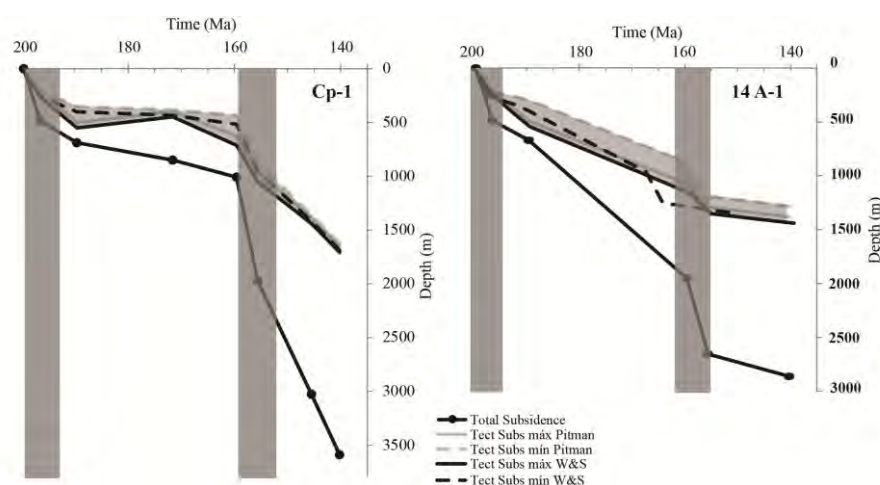 Time (Ma)
200 180 160 140
0
Cp-1
500
1000
1500
2000
2500
3000
3500
Depth (m)
Time (Ma)
200 180 160 140
0
14 A-1
500
1000
1500
2000
2500
3000
Depth (m)
Total Subsidence
Tect Subs máx Pitman
Tect Subs mín Pitman
Tect Subs máx W&S
Tect Subs mín W&S